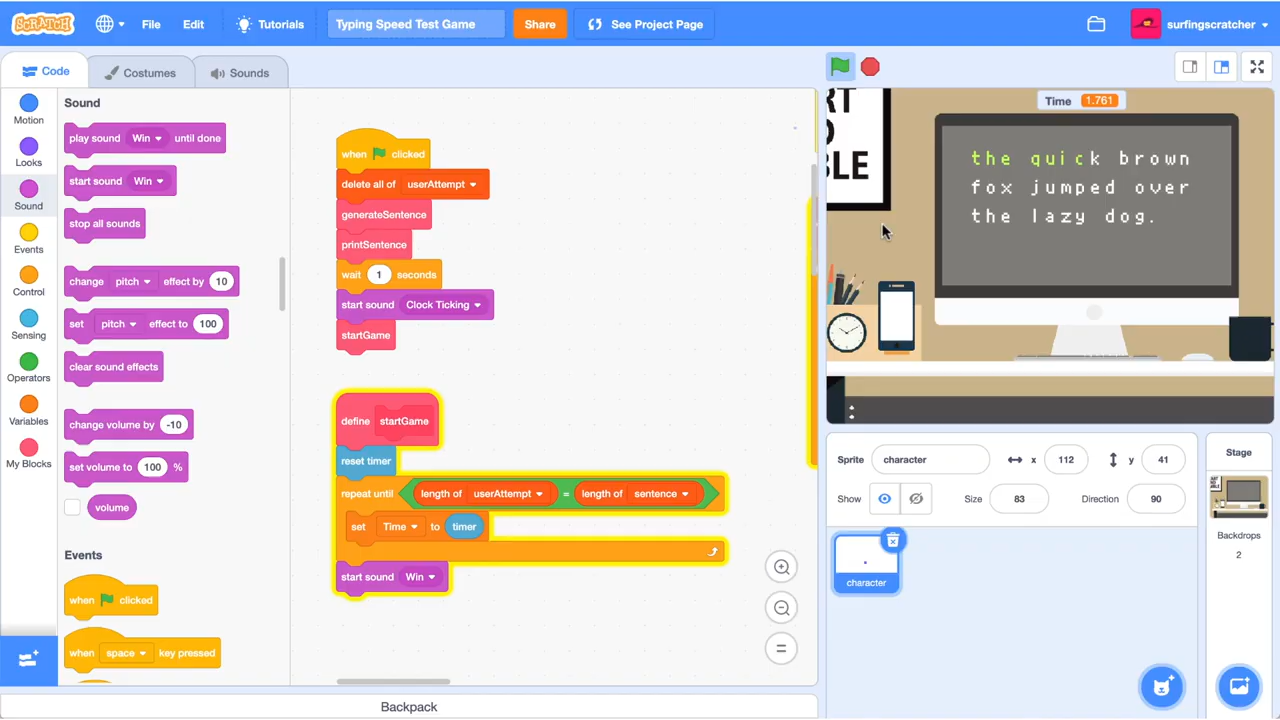 SCRATCH File Edit Tutorials Typing Speed Test Game Share See Project Page surfingscratcher
Code Costumes Sounds
Motion
Looks
Sound
Events
Control
Sensing
Operators
Variables
My Blocks
Sound
play sound Win until done
start sound Win
stop all sounds
change pitch effect by 10
set pitch effect to 100
clear sound effects
change volume by -10
set volume to 100 %
volume
Events
when clicked
when space key pressed
when clicked
delete all of userAttempt
generateSentence
printSentence
wait 1 seconds
start sound Clock Ticking
startGame
define startGame
reset timer
repeat until length of userAttempt = length of sentence
set Time to timer
start sound Win
Backpack
Time 1.761
the quick brown
fox jumped over
the lazy dog.
Sprite character x 112 y 41
Show Size 83 Direction 90
character
Stage
Backdrops
2